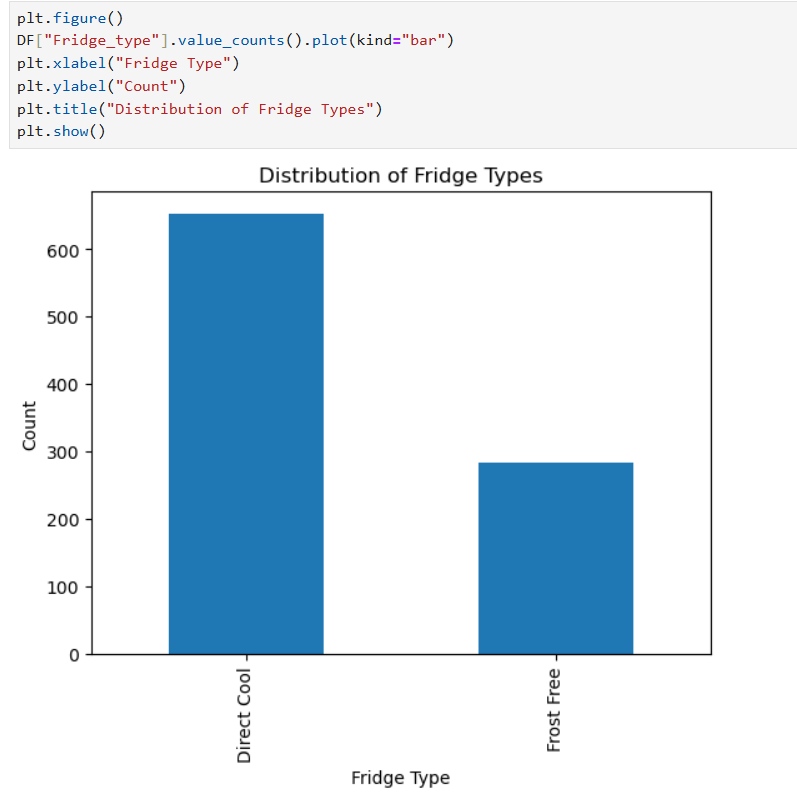 plt.figure()
DF["Fridge_type"].value_counts().plot(kind="bar")
plt.xlabel("Fridge Type")
plt.ylabel("Count")
plt.title("Distribution of Fridge Types")
plt.show()
Distribution of Fridge Types
600
500
400
300
200
100
0
Count
Direct Cool
Frost Free
Fridge Type